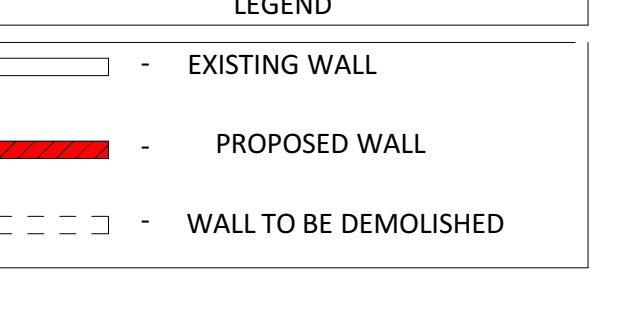 LEGEND
- EXISTING WALL
- PROPOSED WALL
- WALL TO BE DEMOLISHED